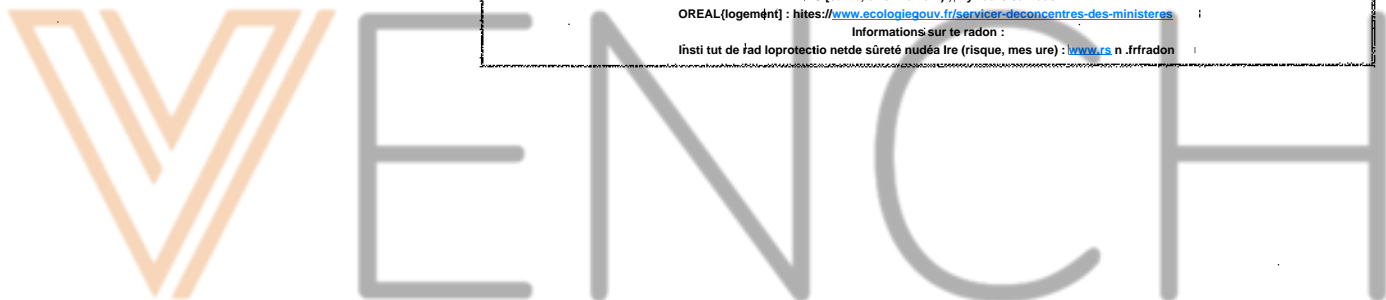 OREAL{logement] : hites://www.ecologiegouv.fr/servicer-deconcentres-des-ministeres
Informations sur te radon :
Insti tut de rad loprotectio netde sûreté nudéa Ire (risque, mes ure) : www.rs n .frfradon
VENCH